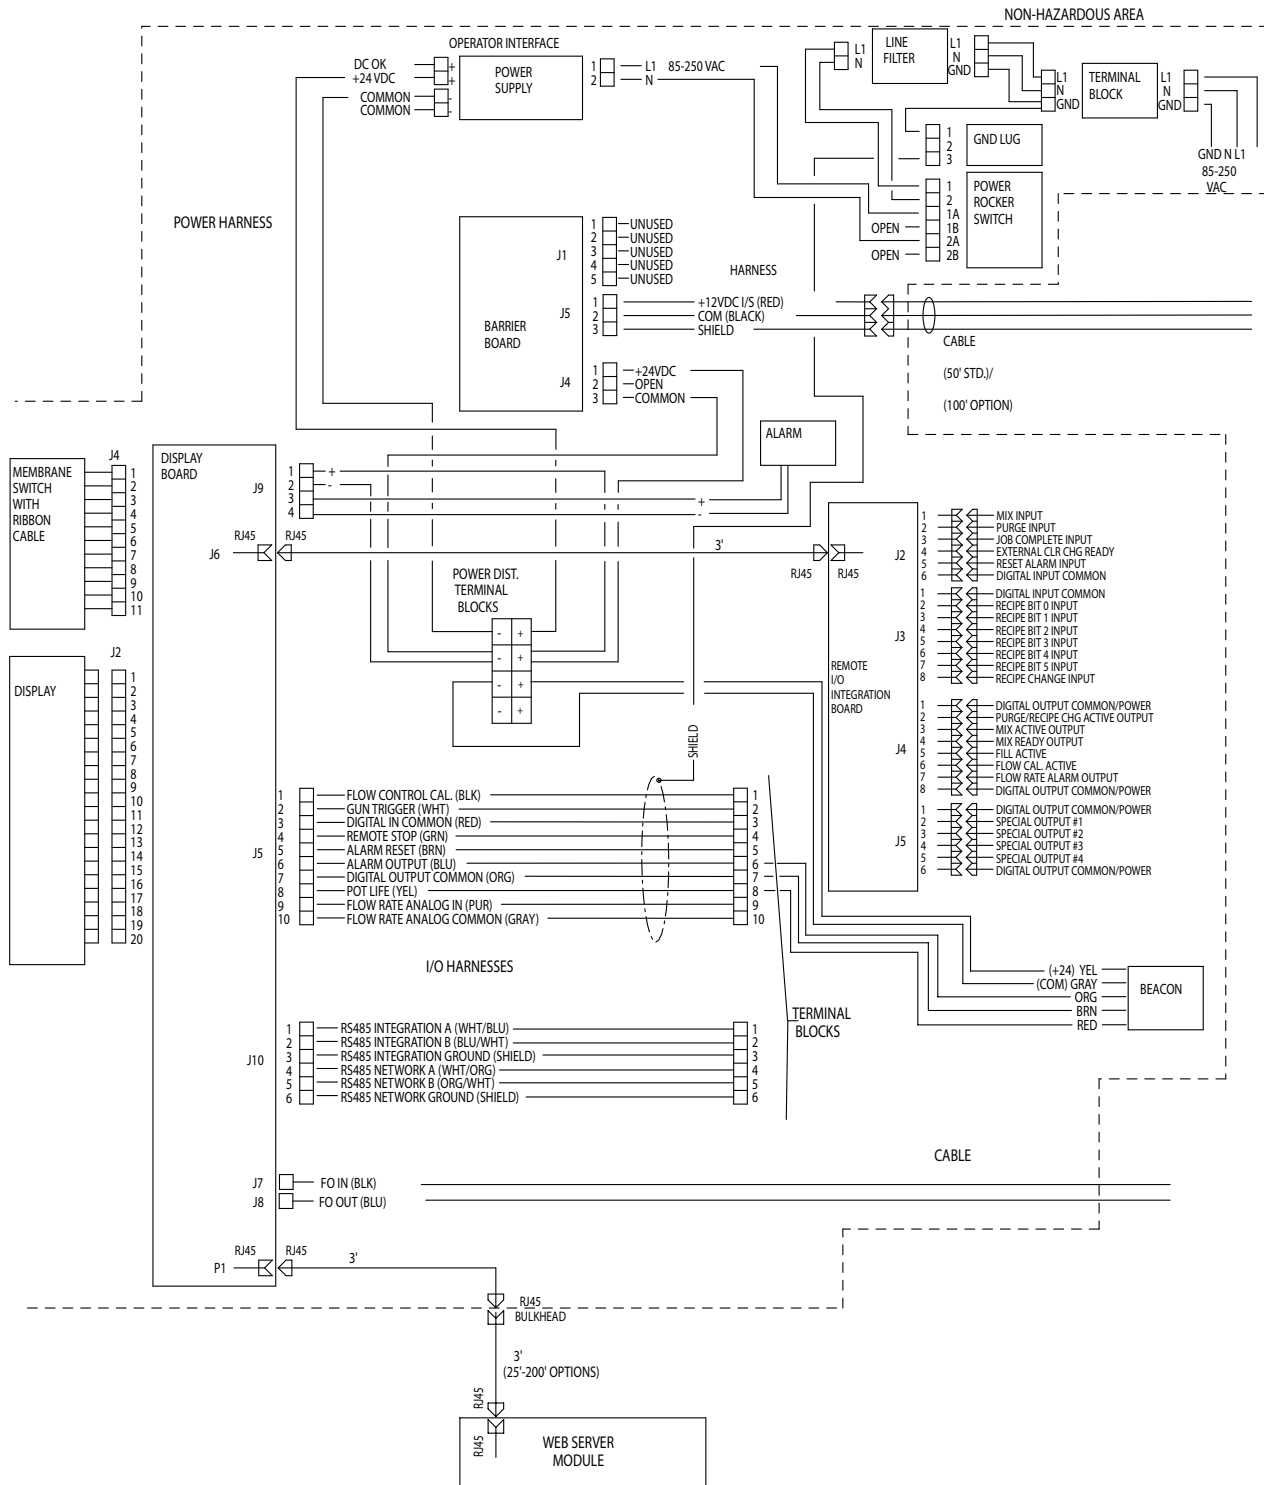 NON-HAZARDOUS AREA
OPERATOR INTERFACE
DC OK
+24 VDC
COMMON
COMMON
+
+
-
-
POWER
SUPPLY
1
2
L1 85-250 VAC
N
L1
N
LINE
FILTER
L1
N
GND
L1
N
GND
TERMINAL
BLOCK
L1
N
GND
GND N L1
85-250
VAC
1
2
3
GND LUG
1
2
1A
1B
2A
2B
OPEN
OPEN
POWER
ROCKER
SWITCH
POWER HARNESS
BARRIER
BOARD
J1
1
2
3
4
5
UNUSED
UNUSED
UNUSED
UNUSED
UNUSED
HARNESS
J5
1
2
3
+12VDC I/S (RED)
COM (BLACK)
SHIELD
CABLE
(50' STD.)/
(100' OPTION)
J4
1
2
3
+24VDC
OPEN
COMMON
ALARM
MEMBRANE
SWITCH
WITH
RIBBON
CABLE
J4
1
2
3
4
5
6
7
8
9
10
11
DISPLAY
BOARD
J9
1
2
3
4
+
-
+
-
J6
RJ45
RJ45
3'
RJ45
RJ45
POWER DIST.
TERMINAL
BLOCKS
- +
- +
- +
- +
SHIELD
REMOTE
I/O
INTEGRATION
BOARD
J2
1 MIX INPUT
2 PURGE INPUT
3 JOB COMPLETE INPUT
4 EXTERNAL CLR CHG READY
5 RESET ALARM INPUT
6 DIGITAL INPUT COMMON
J3
1 DIGITAL INPUT COMMON
2 RECIPE BIT 0 INPUT
3 RECIPE BIT 1 INPUT
4 RECIPE BIT 2 INPUT
5 RECIPE BIT 3 INPUT
6 RECIPE BIT 4 INPUT
7 RECIPE BIT 5 INPUT
8 RECIPE CHANGE INPUT
J4
1 DIGITAL OUTPUT COMMON/POWER
2 PURGE/RECIPE CHG ACTIVE OUTPUT
3 MIX ACTIVE OUTPUT
4 MIX READY OUTPUT
5 FILL ACTIVE
6 FLOW CAL. ACTIVE
7 FLOW RATE ALARM OUTPUT
8 DIGITAL OUTPUT COMMON/POWER
J5
1 DIGITAL OUTPUT COMMON/POWER
2 SPECIAL OUTPUT #1
3 SPECIAL OUTPUT #2
4 SPECIAL OUTPUT #3
5 SPECIAL OUTPUT #4
6 DIGITAL OUTPUT COMMON/POWER
DISPLAY
J2
1
2
3
4
5
6
7
8
9
10
11
12
13
14
15
16
17
18
19
20
J5
1 FLOW CONTROL CAL. (BLK) 1
2 GUN TRIGGER (WHT) 2
3 DIGITAL IN COMMON (RED) 3
4 REMOTE STOP (GRN) 4
5 ALARM RESET (BRN) 5
6 ALARM OUTPUT (BLU) 6 6
7 DIGITAL OUTPUT COMMON (ORG) 7 7
8 POT LIFE (YEL) 8 8
9 FLOW RATE ANALOG IN (PUR) 9
10 FLOW RATE ANALOG COMMON (GRAY) 10
I/O HARNESSES
(+24) YEL
(COM) GRAY
ORG
BRN
RED
BEACON
TERMINAL
BLOCKS
J10
1 RS485 INTEGRATION A (WHT/BLU) 1
2 RS485 INTEGRATION B (BLU/WHT) 2
3 RS485 INTEGRATION GROUND (SHIELD) 3
4 RS485 NETWORK A (WHT/ORG) 4
5 RS485 NETWORK B (ORG/WHT) 5
6 RS485 NETWORK GROUND (SHIELD) 6
CABLE
J7 FO IN (BLK)
J8 FO OUT (BLU)
P1
RJ45
RJ45
3'
RJ45
BULKHEAD
3'
(25'-200' OPTIONS)
RJ45
RJ45
WEB SERVER
MODULE